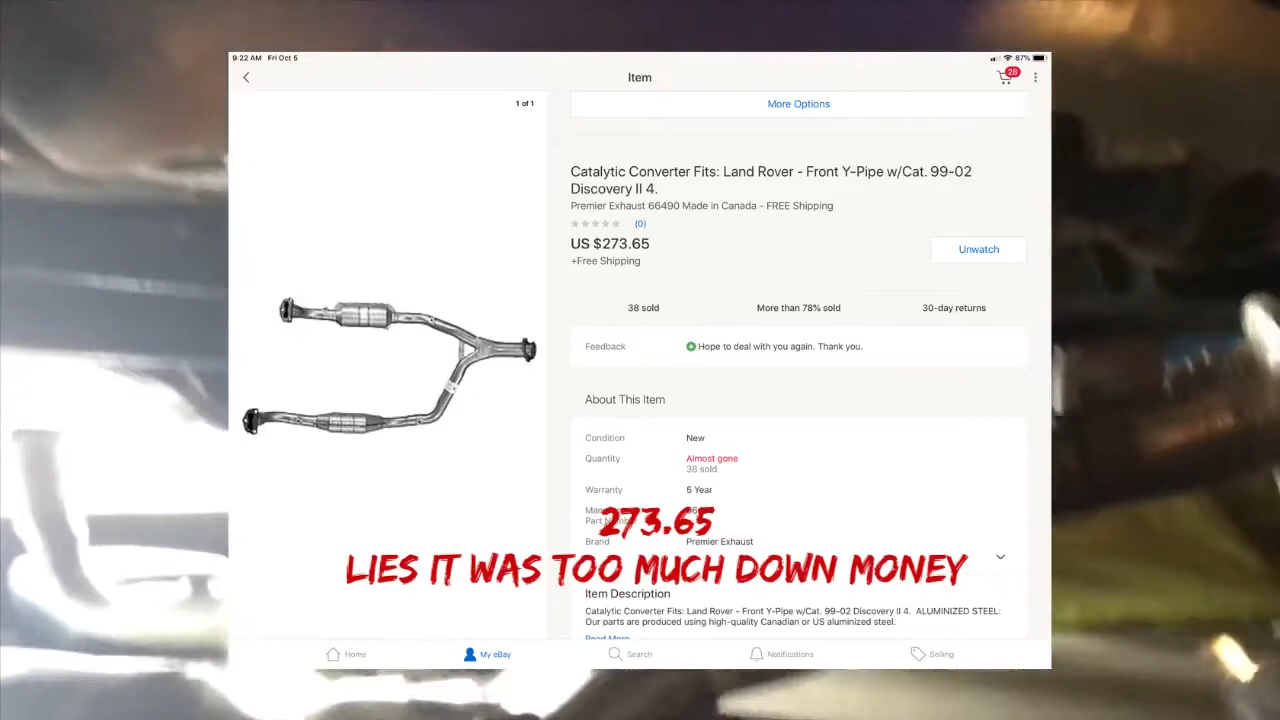 9:22 AM Fri Oct 5
87%
Item
28
1 of 1
More Options
Catalytic Converter Fits: Land Rover - Front Y-Pipe w/Cat. 99-02
Discovery II 4.
Premier Exhaust 66490 Made in Canada - FREE Shipping
(0)
US $273.65
+Free Shipping
Unwatch
38 sold
More than 78% sold
30-day returns
Feedback
Hope to deal with you again. Thank you.
About This Item
Condition
New
Quantity
Almost gone
38 sold
Warranty
5 Year
Part Number
273.65
Brand
Premier Exhaust
LIES IT WAS TOO MUCH DOWN MONEY
Item Description
Catalytic Converter Fits: Land Rover - Front Y-Pipe w/Cat. 99-02 Discovery II 4. ALUMINIZED STEEL:
Our parts are produced using high-quality Canadian or US aluminized steel.
Read More
Home
My eBay
Search
Notifications
Selling